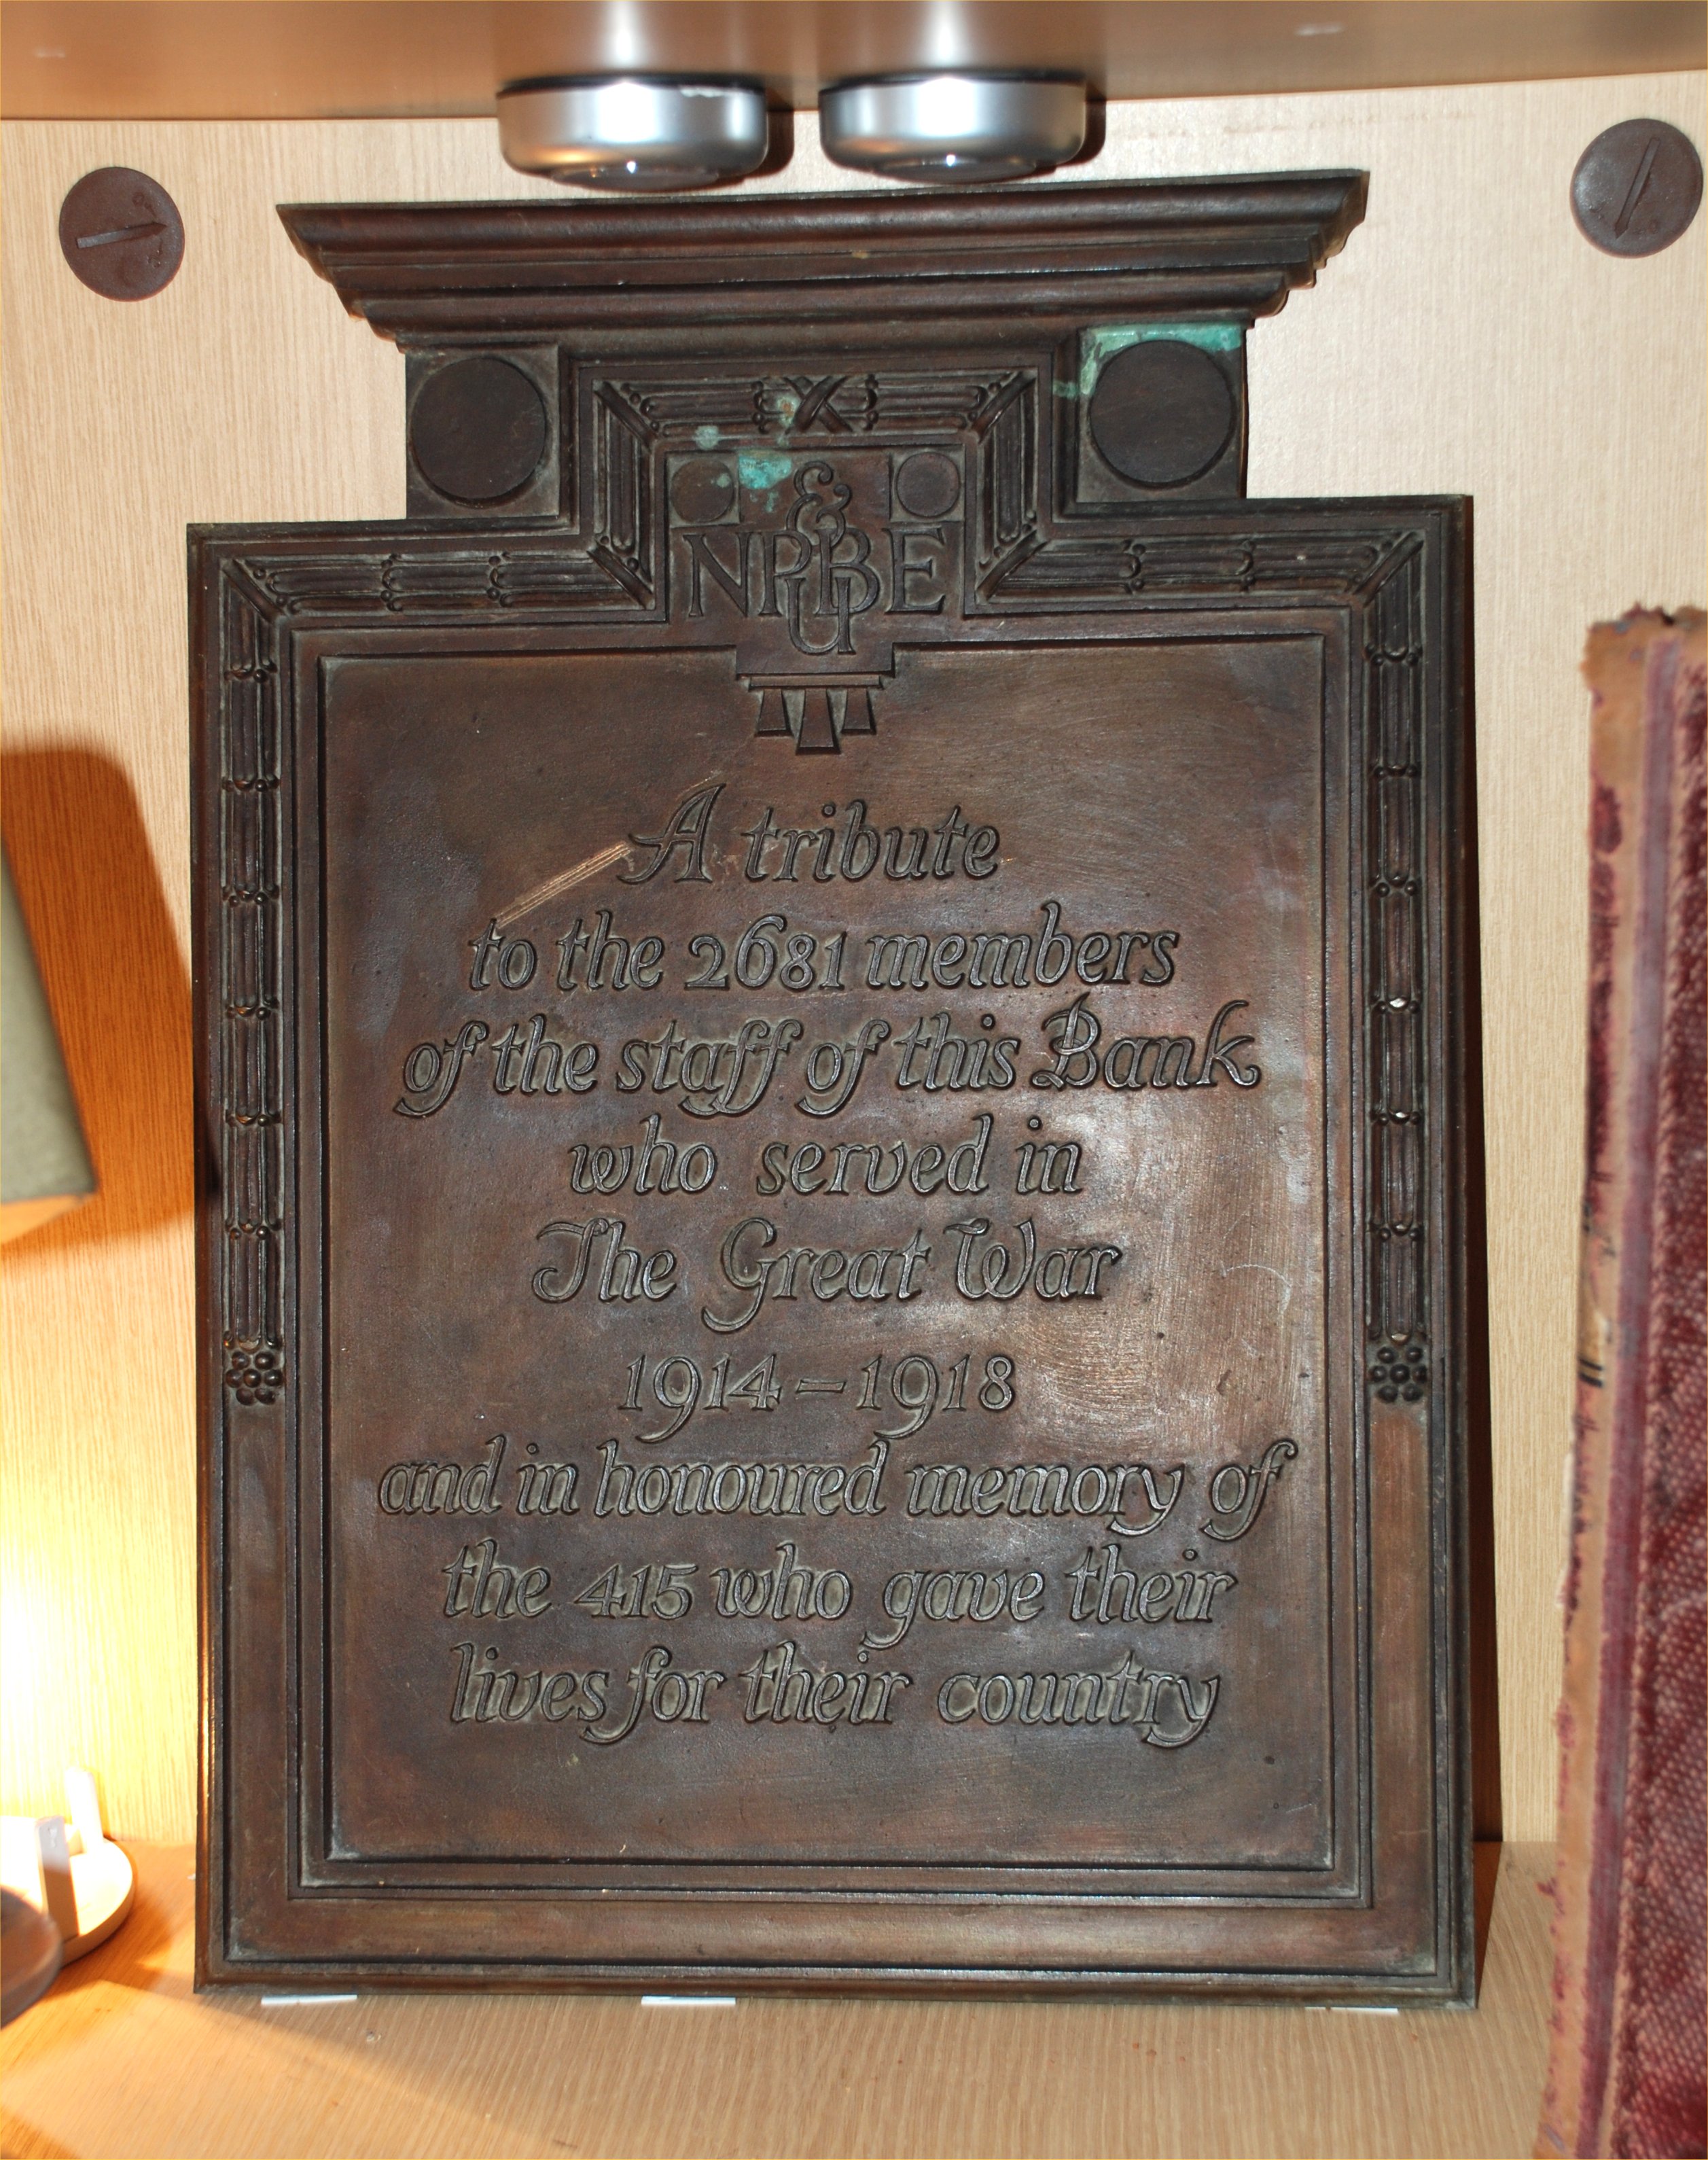 &
NPBE
U
A tribute
to the 2681 members
of the staff of this Bank
who served in
The Great War
1914 – 1918
and in honoured memory of
the 415 who gave their
lives for their country